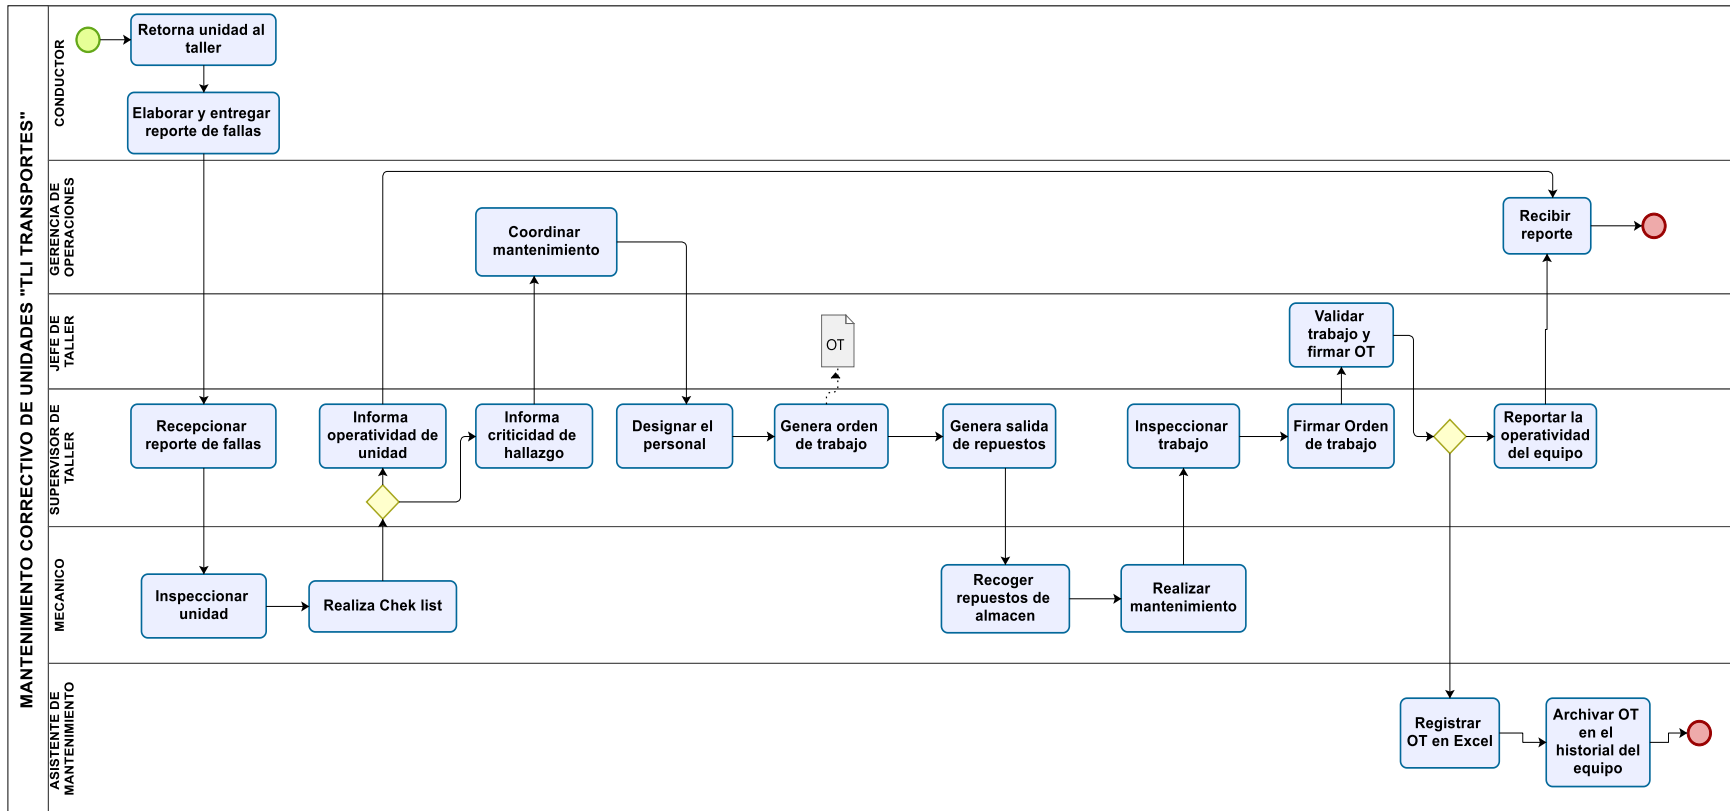 MANTENIMIENTO CORRECTIVO DE UNIDADES "TLI TRANSPORTES"
CONDUCTOR
Retorna unidad al
taller
Elaborar y entregar
reporte de fallas
GERENCIA DE
OPERACIONES
Coordinar
mantenimiento
Recibir
reporte
JEFE DE
TALLER
OT
Validar
trabajo y
firmar OT
SUPERVISOR DE
TALLER
Recepcionar
reporte de fallas
Informa
operatividad de
unidad
Informa
criticidad de
hallazgo
Designar el
personal
Genera orden
de trabajo
Genera salida
de repuestos
Inspeccionar
trabajo
Firmar Orden
de trabajo
Reportar la
operatividad
del equipo
MECANICO
Inspeccionar
unidad
Realiza Chek list
Recoger
repuestos de
almacen
Realizar
mantenimiento
ASISTENTE DE
MANTENIMIENTO
Registrar
OT en Excel
Archivar OT
en el
historial del
equipo